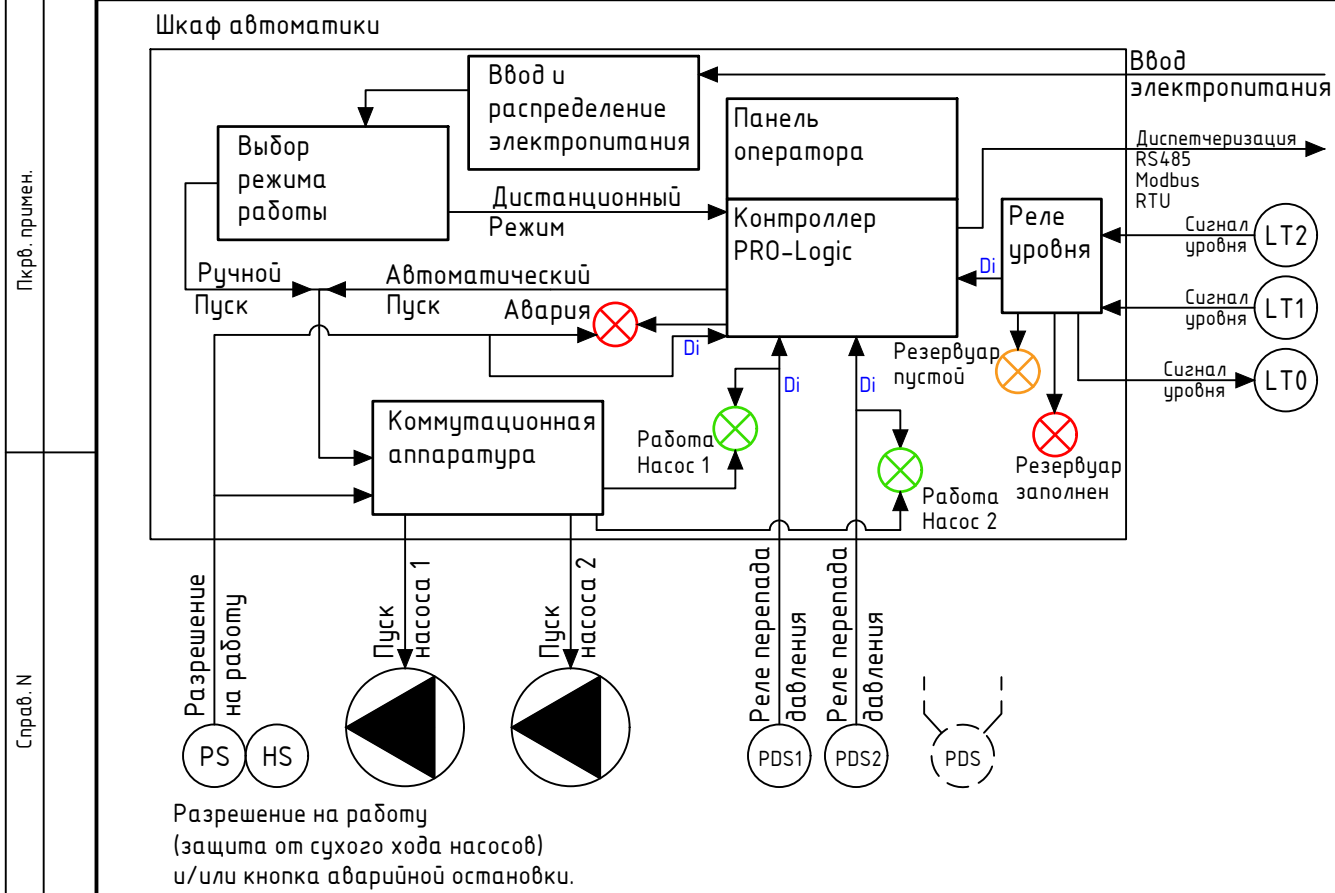 Шкаф автоматики
Ввод и
распределение
электропитания
Ввод
электропитания
Панель
оператора
Диспетчеризация
RS485
Modbus
RTU
Выбор
режима
работы
Дистанционный
Режим
Контроллер
PRO-Logic
Реле
уровня
Сигнал
уровня
LT2
Di
Сигнал
уровня
LT1
Сигнал
уровня
LT0
Ручной
Пуск
Автоматический
Пуск
Авария
Di
Di
Di
Резервуар
пустой
Резервуар
заполнен
Коммутационная
аппаратура
Работа
Насос 1
Работа
Насос 2
Разрешение
на работу
Пуск
насоса 1
Пуск
насоса 2
Реле перепада
давления
Реле перепада
давления
PS
HS
PDS1
PDS2
PDS
Разрешение на работу
(защита от сухого хода насосов)
и/или кнопка аварийной остановки.
Пкрв. примен.
Справ. N